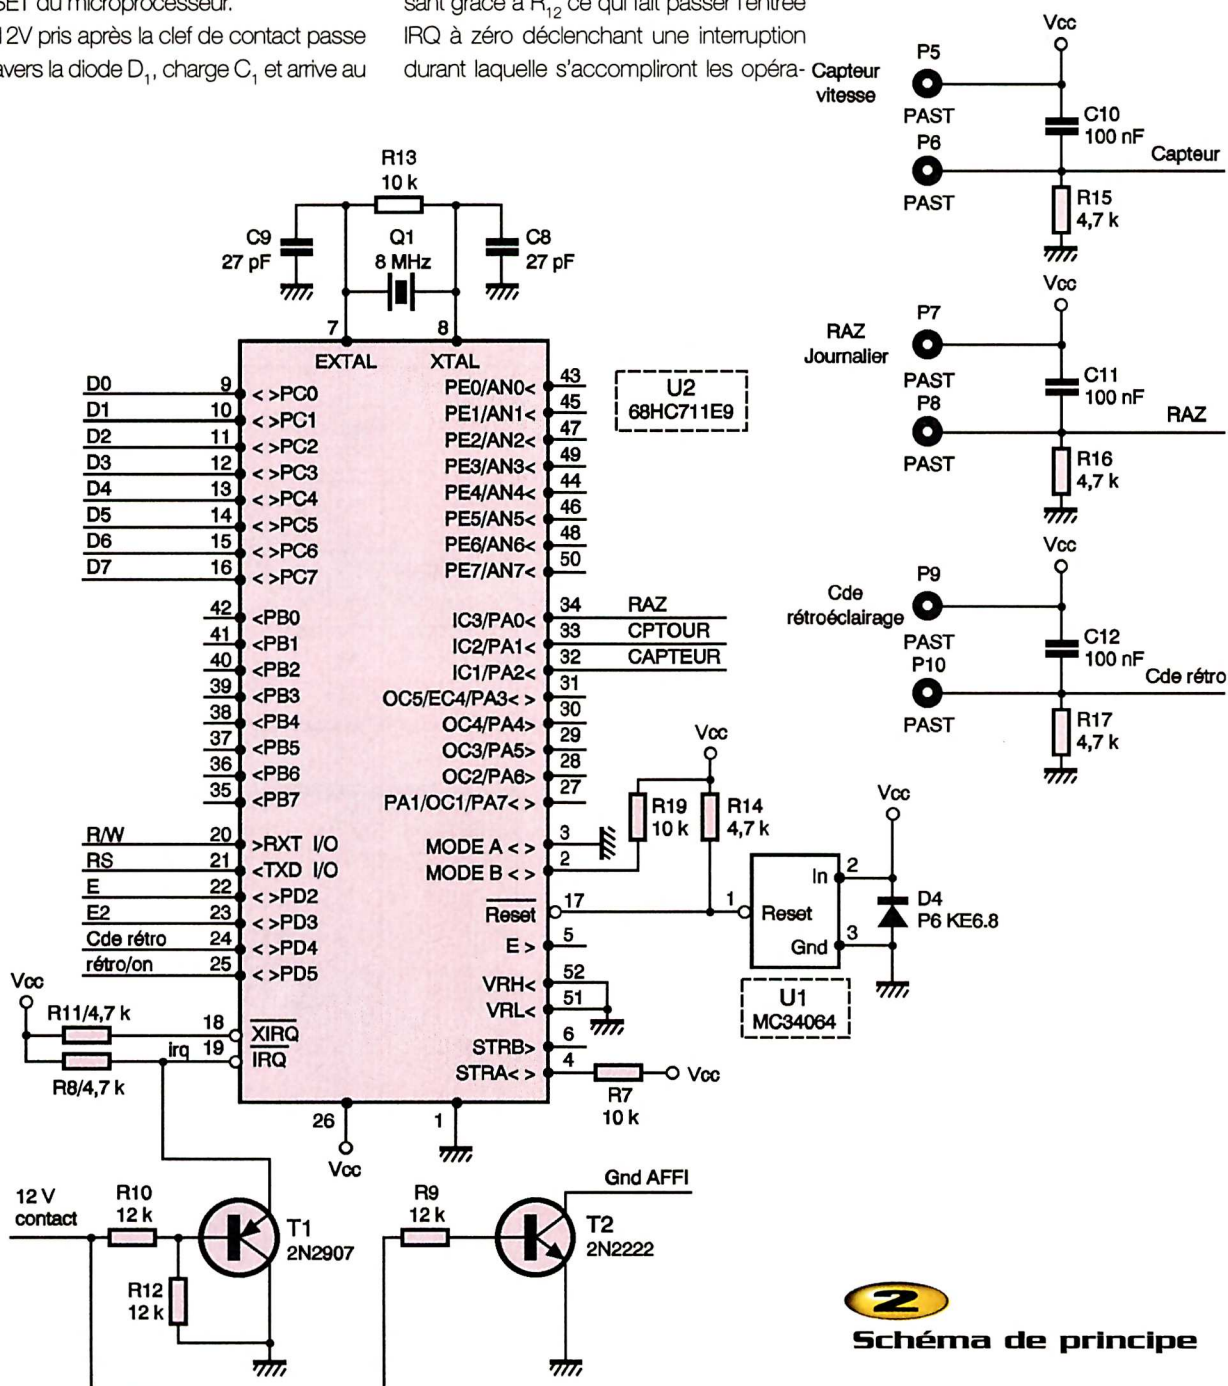 SET du microprocesseur.
12V pris après la clef de contact passe
avers la diode D1, charge C1 et arrive au
sant grâce à R12 ce qui fait passer l'entrée
IRQ à zéro déclenchant une interruption
durant laquelle s'accompliront les opéra-
Vcc
P5
Capteur
vitesse
PAST
C10
100 nF
P6
Capteur
PAST
R15
4,7 k
Vcc
P7
RAZ
Journalier
PAST
C11
100 nF
P8
RAZ
PAST
R16
4,7 k
Vcc
P9
Cde
rétroéclairage
PAST
C12
100 nF
P10
Cde rétro
PAST
R17
4,7 k
R13
10 k
C9
27 pF
Q1
8 MHz
C8
27 pF
7
8
EXTAL
XTAL
U2
68HC711E9
D0 9 < >PC0
D1 10 < >PC1
D2 11 < >PC2
D3 12 < >PC3
D4 13 < >PC4
D5 14 < >PC5
D6 15 < >PC6
D7 16 < >PC7
42 <PB0
41 <PB1
40 <PB2
39 <PB3
38 <PB4
37 <PB5
36 <PB6
35 <PB7
R/W 20 >RXT I/O
RS 21 <TXD I/O
E 22 < >PD2
E2 23 < >PD3
Cde rétro 24 < >PD4
rétro/on 25 < >PD5
Vcc
R11/4,7 k
18 XIRQ
irq 19 IRQ
R8/4,7 k
PE0/AN0< 43
PE1/AN1< 45
PE2/AN2< 47
PE3/AN3< 49
PE4/AN4< 44
PE5/AN5< 46
PE6/AN6< 48
PE7/AN7< 50
IC3/PA0< 34 RAZ
IC2/PA1< 33 CPTOUR
IC1/PA2< 32 CAPTEUR
OC5/EC4/PA3< > 31
OC4/PA4> 30
OC3/PA5> 29
OC2/PA6> 28
PA1/OC1/PA7< > 27
MODE A < > 3
MODE B < > 2
Reset 17
E > 5
VRH< 52
VRL< 51
STRB> 6
STRA< > 4
Vcc
R19
10 k
R14
4,7 k
R7
10 k
Vcc
Vcc
In 2
1 Reset
Gnd 3
D4
P6 KE6.8
U1
MC34064
26
Vcc
1
12 V
contact
R10
12 k
T1
2N2907
R12
12 k
R9
12 k
Gnd AFFI
T2
2N2222
2
Schéma de principe